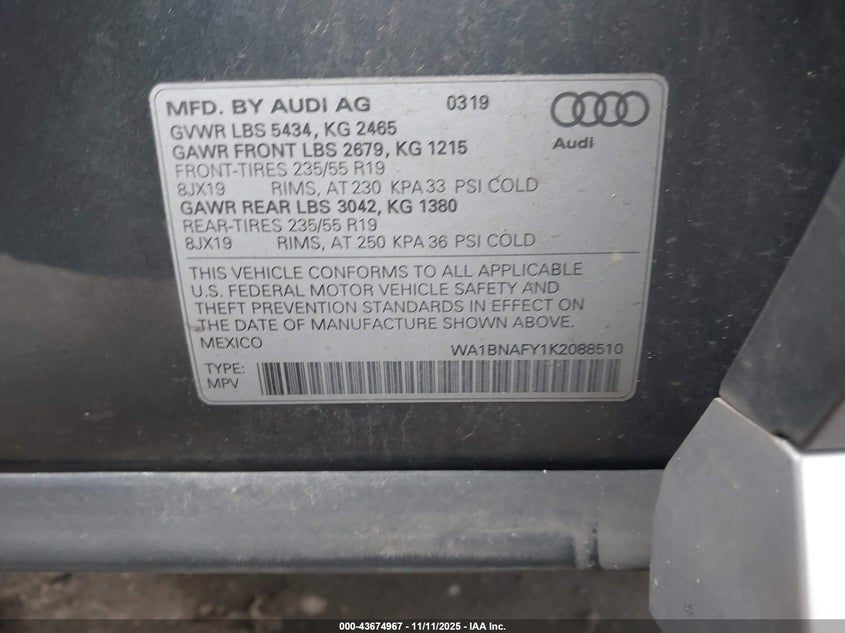 MFD. BY AUDI AG 0319
GVWR LBS 5434, KG 2465
GAWR FRONT LBS 2679, KG 1215
FRONT-TIRES 235/55 R19
8JX19 RIMS, AT 230 KPA 33 PSI COLD
GAWR REAR LBS 3042, KG 1380
REAR-TIRES 235/55 R19
8JX19 RIMS, AT 250 KPA 36 PSI COLD
Audi
THIS VEHICLE CONFORMS TO ALL APPLICABLE
U.S. FEDERAL MOTOR VEHICLE SAFETY AND
THEFT PREVENTION STANDARDS IN EFFECT ON
THE DATE OF MANUFACTURE SHOWN ABOVE.
MEXICO WA1BNAFY1K2088510
TYPE:
MPV
000-43674967 - 11/11/2025 - IAA Inc.